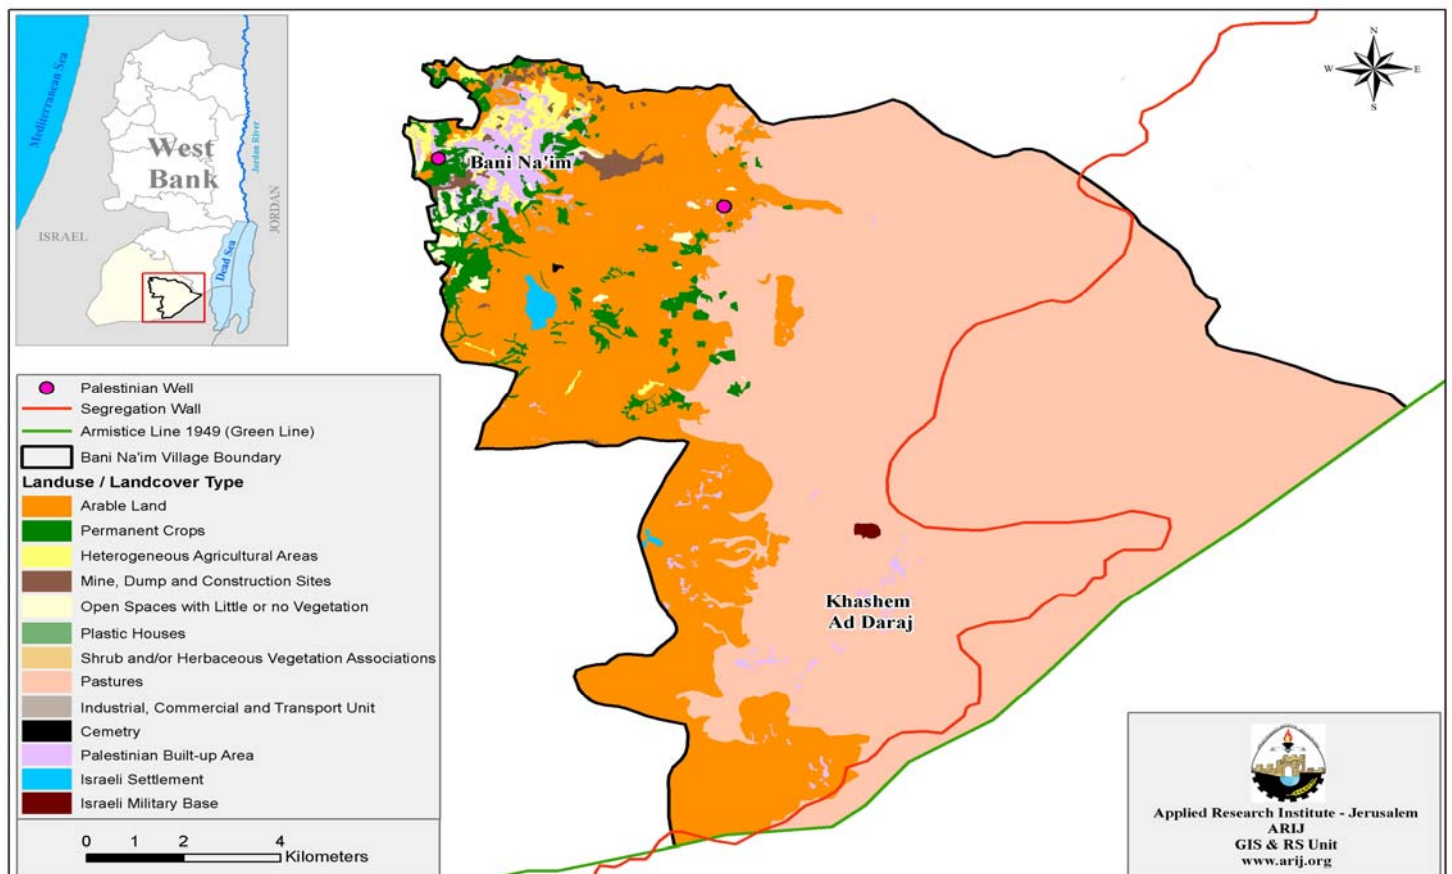 Mediterranean Sea
West
Bank
Jordan River
JORDAN
ISRAEL
Dead Sea
N
W
E
S
Bani Na'im
Khashem
Ad Daraj
Palestinian Well
Segregation Wall
Armistice Line 1949 (Green Line)
Bani Na'im Village Boundary
Landuse / Landcover Type
Arable Land
Permanent Crops
Heterogeneous Agricultural Areas
Mine, Dump and Construction Sites
Open Spaces with Little or no Vegetation
Plastic Houses
Shrub and/or Herbaceous Vegetation Associations
Pastures
Industrial, Commercial and Transport Unit
Cemetry
Palestinian Built-up Area
Israeli Settlement
Israeli Military Base
0 1 2 4
Kilometers
Applied Research Institute - Jerusalem
ARIJ
GIS & RS Unit
www.arij.org